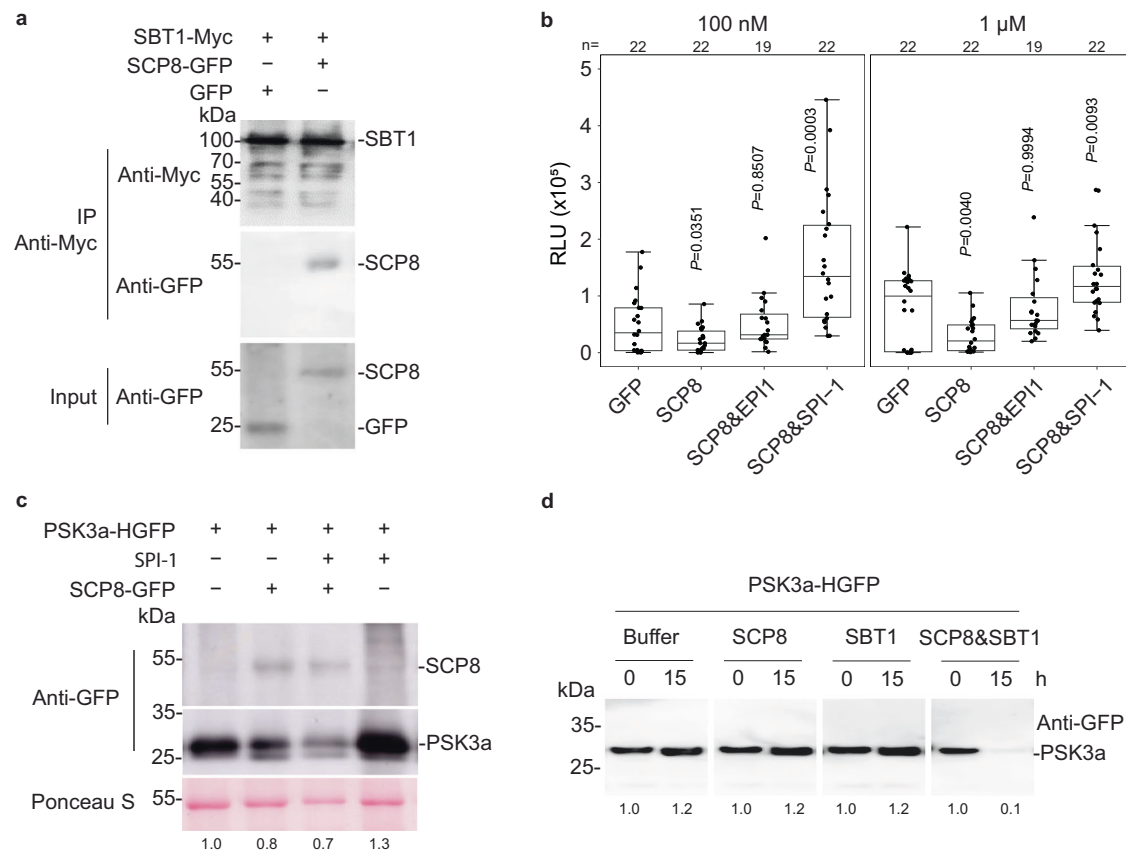 a
SBT1-Myc + +
SCP8-GFP – +
GFP + –
kDa
100-
70-
55-
40-
-SBT1
Anti-Myc
IP
Anti-Myc
55-
-SCP8
Anti-GFP
55-
-SCP8
Input
Anti-GFP
25-
-GFP
b
100 nM 1 µM
n= 22 22 19 22 22 22 19 22
RLU (x10⁵)
5
4
3
2
1
0
P=0.0351
P=0.8507
P=0.0003
P=0.0040
P=0.9994
P=0.0093
GFP
SCP8
SCP8&EPI1
SCP8&SPI-1
GFP
SCP8
SCP8&EPI1
SCP8&SPI-1
c
PSK3a-HGFP + + + +
SPI-1 – – + +
SCP8-GFP – + + –
kDa
55-
-SCP8
Anti-GFP
35-
-PSK3a
25-
Ponceau S 55-
1.0 0.8 0.7 1.3
d
PSK3a-HGFP
Buffer SCP8 SBT1 SCP8&SBT1
0 15 0 15 0 15 0 15 h
kDa
35-
25-
Anti-GFP
-PSK3a
1.0 1.2 1.0 1.2 1.0 1.2 1.0 0.1